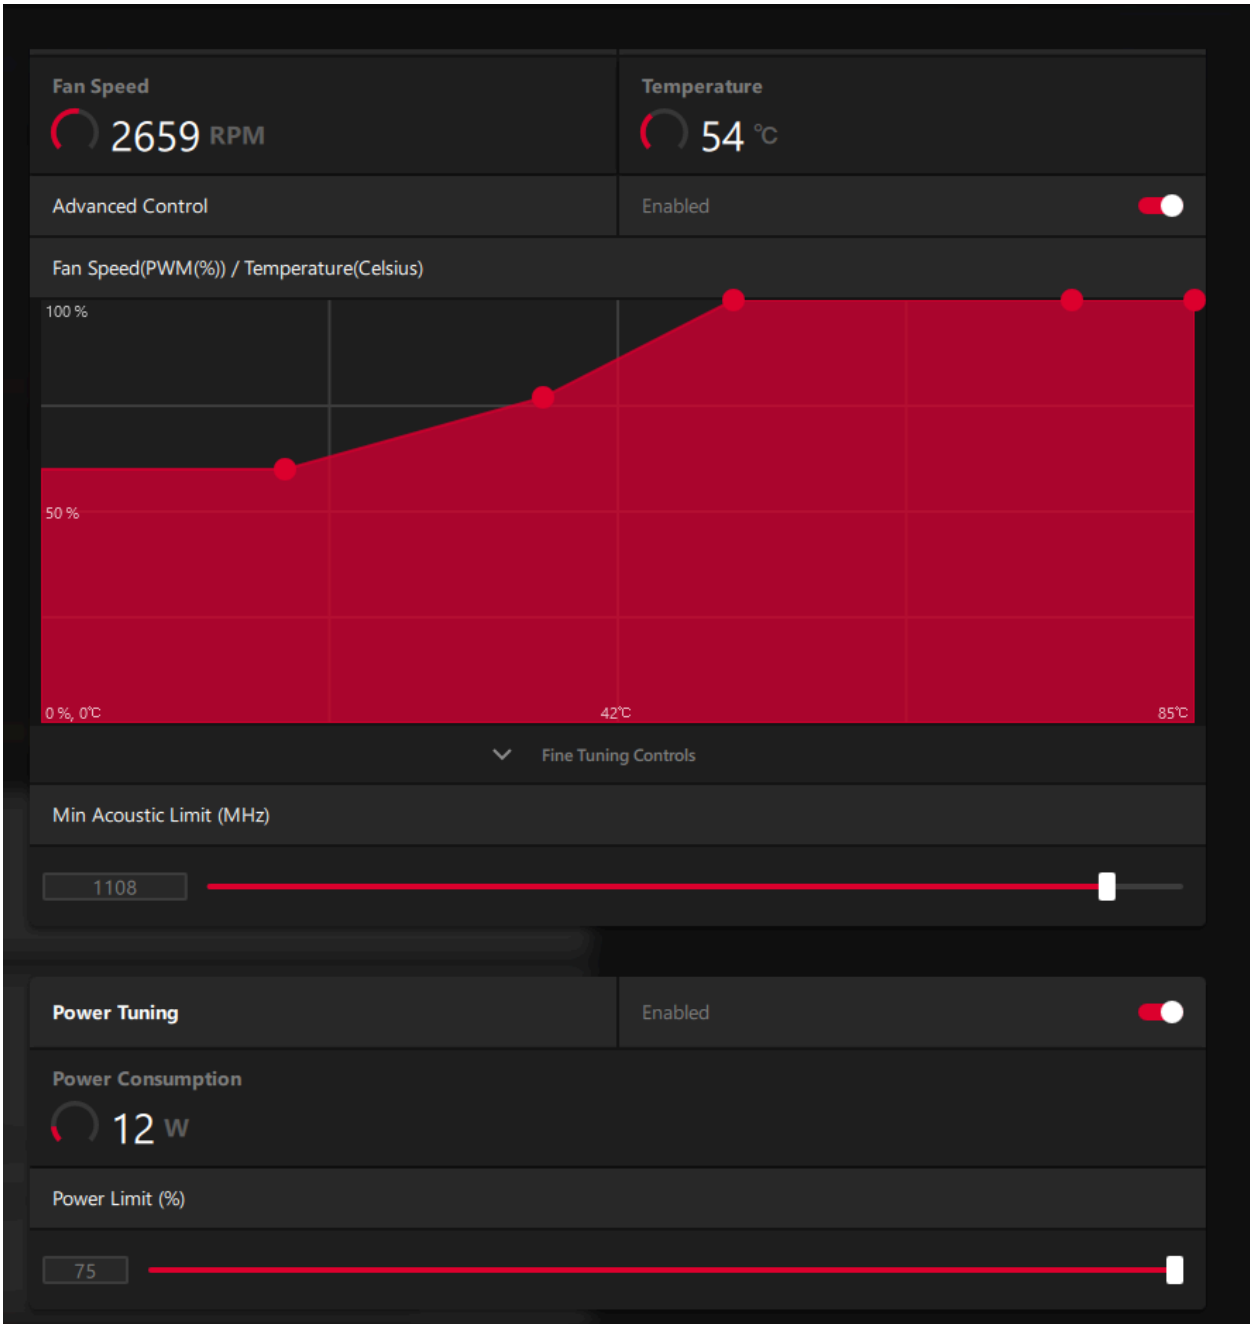 Fan Speed
2659 RPM
Temperature
54 °C
Advanced Control
Enabled
Fan Speed(PWM(%)) / Temperature(Celsius)
100 %
50 %
0 %, 0°C
42°C
85°C
Fine Tuning Controls
Min Acoustic Limit (MHz)
1108
Power Tuning
Enabled
Power Consumption
12 W
Power Limit (%)
75